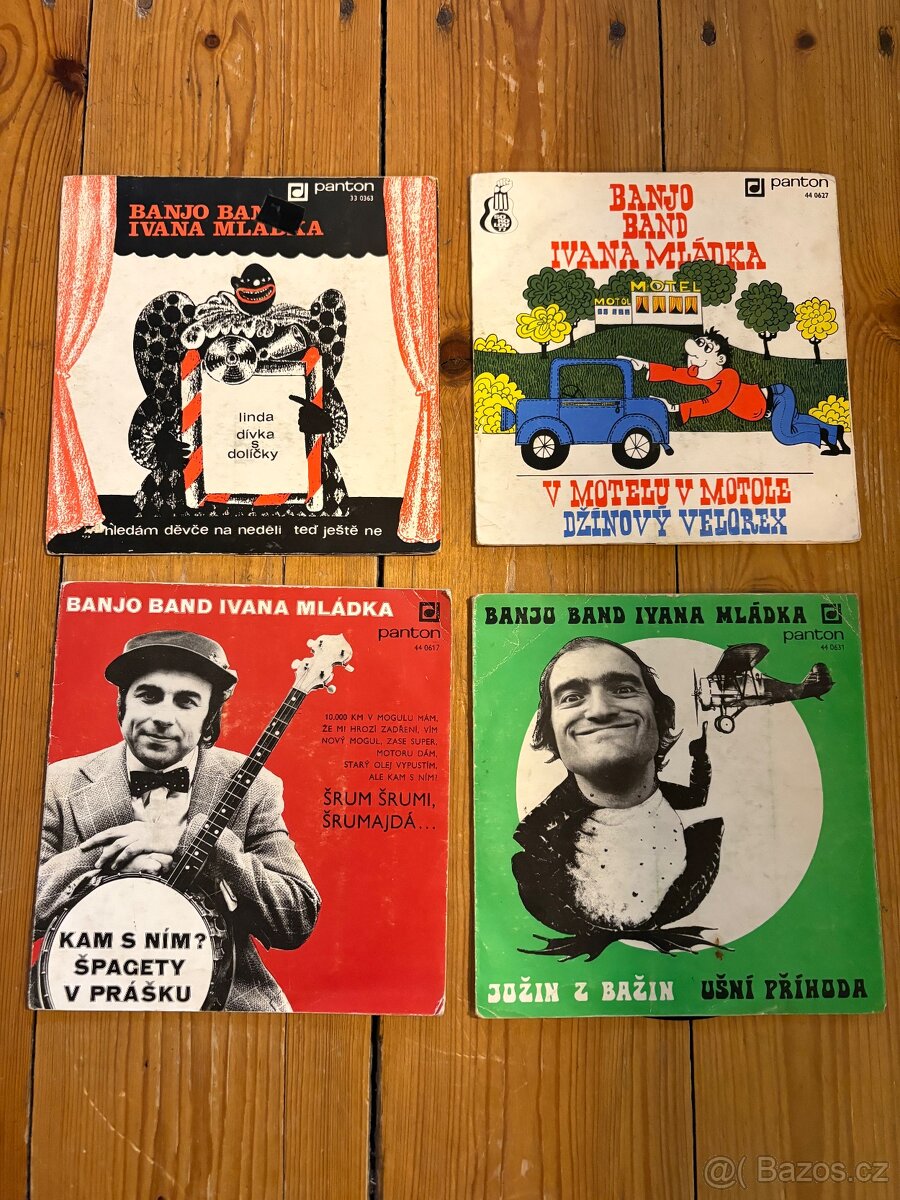 panton
33 0363
BANJO BAND
IVANA MLÁDKA
linda
dívka
s
dolíčky
hledám děvče na neděli teď ještě ne
panton
44 0627
BANJO
BAND
IVANA MLÁDKA
MOTEL
MOTOL
V MOTELU V MOTOLE
DŽÍNOVÝ VELOREX
BANJO BAND IVANA MLÁDKA
panton
44 0617
10.000 KM V MOGULU MÁM,
ŽE MI HROZÍ ZADŘENÍ, VÍM
NOVÝ MOGUL, ZASE SUPER,
MOTORU DÁM,
STARÝ OLEJ VYPUSTÍM,
ALE KAM S NÍM?
ŠRUM ŠRUMI,
ŠRUMAJDÁ...
KAM S NÍM?
ŠPAGETY
V PRÁŠKU
BANJO BAND IVANA MLÁDKA
panton
44 0631
JOŽIN Z BAŽIN UŠNÍ PŘÍHODA
@( Bazos.cz